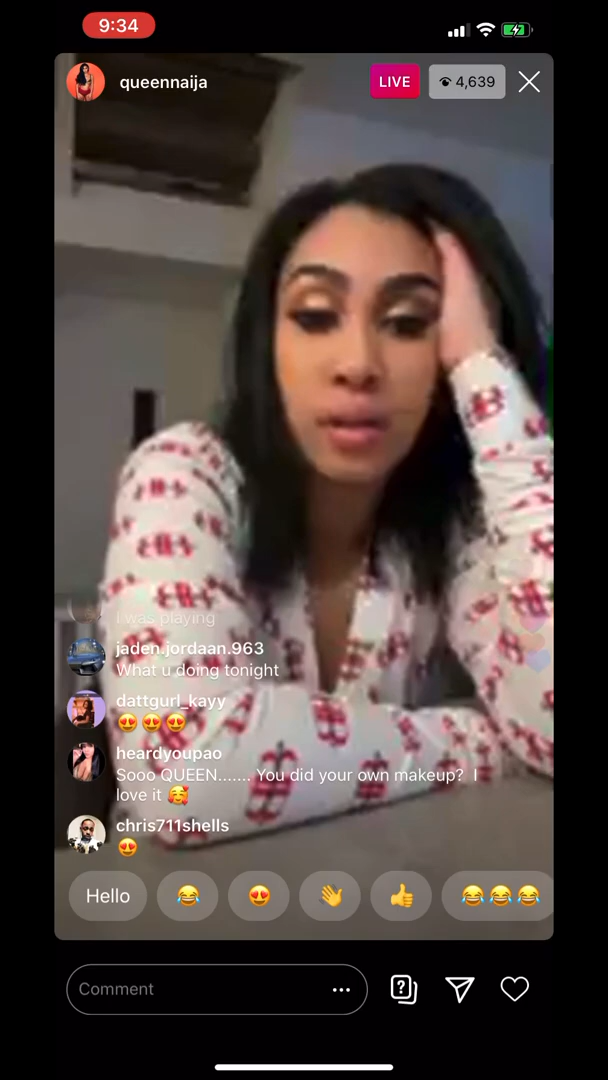 9:34
queennaija
LIVE
4,639
I was playing
jaden.jordaan.963
What u doing tonight
dattgurl_kayy
😍😍😍
heardyoupao
Sooo QUEEN....... You did your own makeup? I
love it 🥰
chris711shells
😍
Hello 😂 😍 👋 👍 😂😂😂
Comment